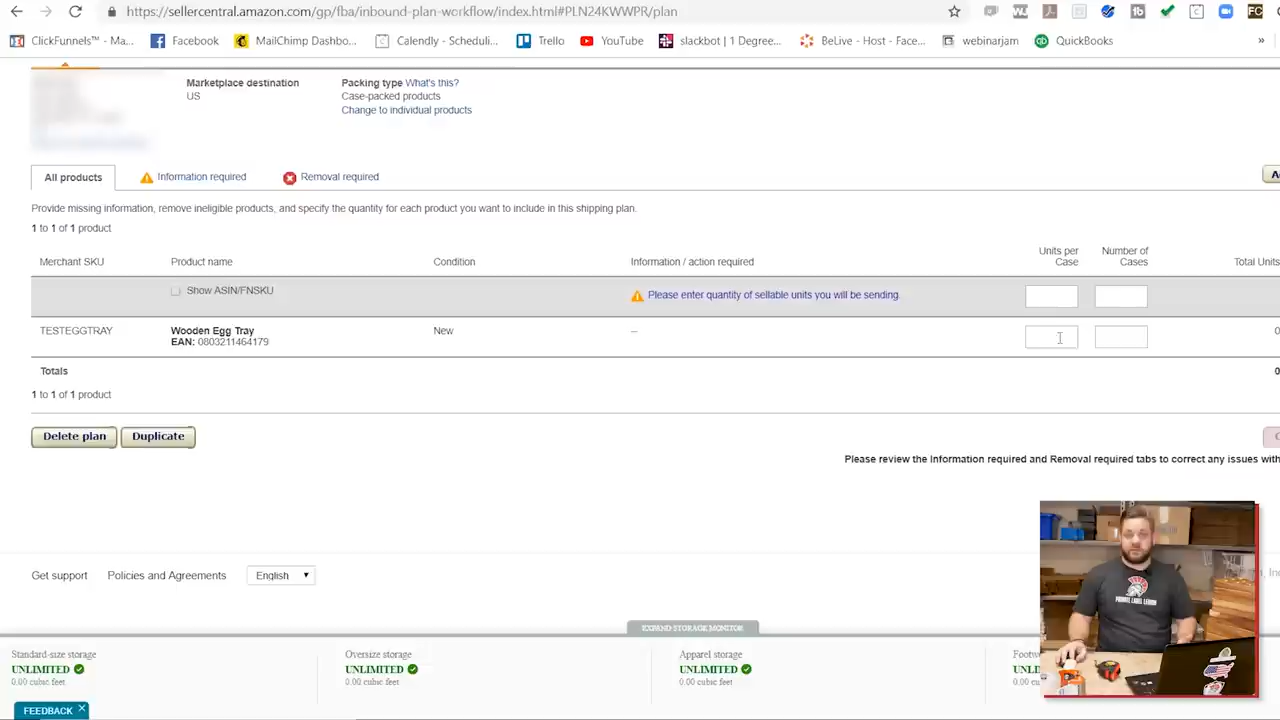 https://sellercentral.amazon.com/gp/fba/inbound-plan-workflow/index.html#PLN24KWWPR/plan
ClickFunnels™ - Ma... Facebook MailChimp Dashbo... Calendly - Scheduli... Trello YouTube slackbot | 1 Degree... BeLive - Host - Face... webinarjam QuickBooks »
Marketplace destination
US
Packing type What's this?
Case-packed products
Change to individual products
All products Information required Removal required
Provide missing information, remove ineligible products, and specify the quantity for each product you want to include in this shipping plan.
1 to 1 of 1 product
Merchant SKU Product name Condition Information / action required Units per Case Number of Cases Total Units
Show ASIN/FNSKU Please enter quantity of sellable units you will be sending.
TESTEGGTRAY Wooden Egg Tray New -- 0
EAN: 0803211464179
Totals 0
1 to 1 of 1 product
Delete plan Duplicate
Please review the Information required and Removal required tabs to correct any issues with
PRIVATE LABEL LEGION
Get support Policies and Agreements English
EXPAND STORAGE MONITOR
Standard-size storage Oversize storage Apparel storage
UNLIMITED UNLIMITED UNLIMITED
0.00 cubic feet 0.00 cubic feet 0.00 cubic feet
FEEDBACK